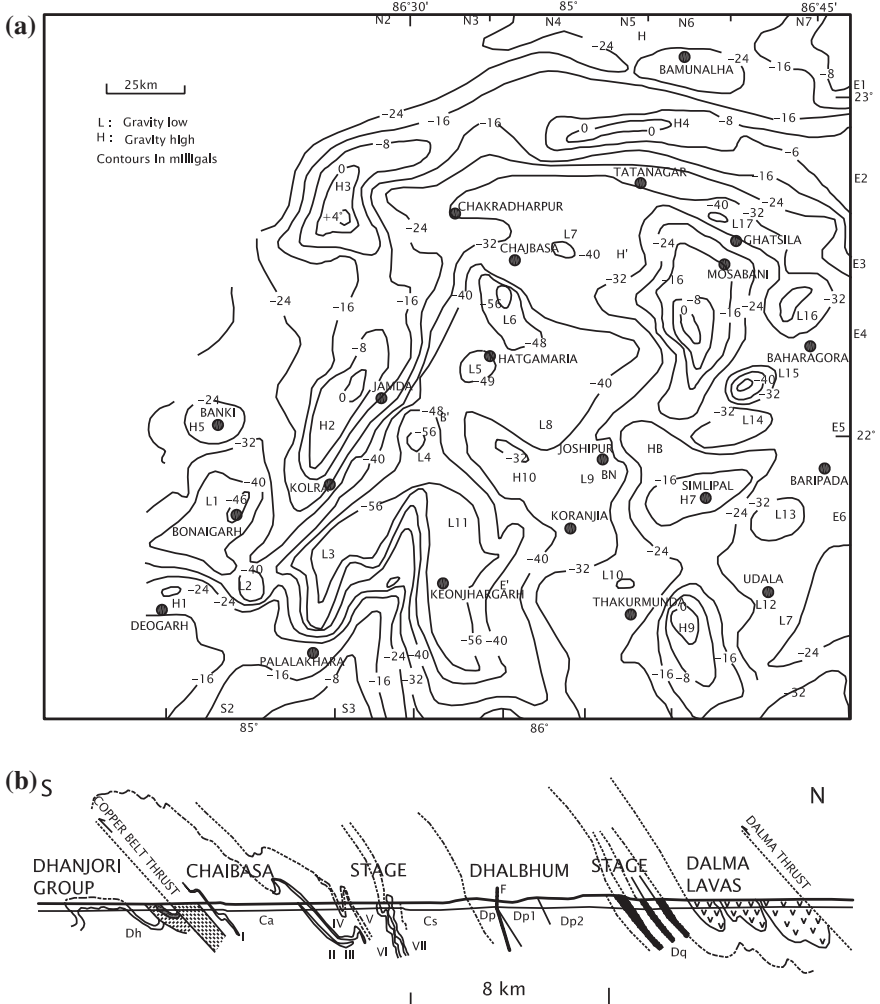 (a)
86°30' 85° 86°45'
N2 N3 N4 N5 N6 N7
H
-24 -24 -16 -8
BAMUNALHA
25km
E1
23°
L : Gravity low
H : Gravity high
Contours in milligals
-24 -16 -8 -16 -24 -16 -8
0 0 H4
-6
0
H3
+4°
TATANAGAR
-16
E2
-24
CHAKRADHARPUR
-40 -32
L17
L7
GHATSILA
-32 CHAJBASA -40 H' -24
MOSABANI
E3
-24 -16 -16 -40 -56 L6 -32 -16 -8 0 -16 -24 -32
L16
E4
-48
-8
HATGAMARIA
BAHARAGORA
L5
-49
L15
JAMDA
0
-40
-40
-32
-24
BANKI
H5
H2
-48
B'
-56
L4
L8
-32
L14
E5
22°
-32
JOSHIPUR
HB
-32
H10
BN
L9
-40
KOLRA
-40
L1
-46
-16
SIMLIPAL
H7
BARIPADA
-56
-32
L13
BONAIGARH
L11
KORANJIA
-24
E6
L3
-40
-24
-40
L2
-32
L10
UDALA
-24
H1
-24
E'
KEONJHARGARH
THAKURMUNDA
0
L12
L7
DEOGARH
H9
PALALAKHARA
-56 -40
-24 -40
-16
-24
-16 -16 -8 -16 -32
-16 -8
-32
S2 S3
85° 86°
(b)
S N
COPPER BELT THRUST
DALMA THRUST
DHANJORI
GROUP
CHAIBASA STAGE DHALBHUM STAGE DALMA
LAVAS
F
Dh I Ca II III IV V VI VII Cs Dp Dp1 Dp2 Dq
8 km